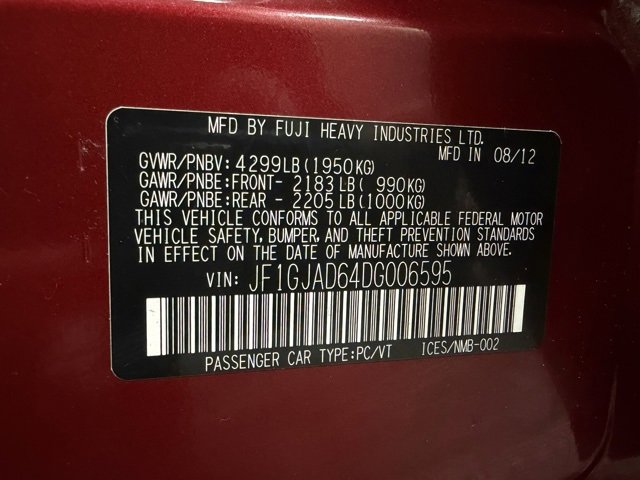 MFD BY FUJI HEAVY INDUSTRIES LTD.
MFD IN 08/12
GVWR/PNBV: 4299LB (1950KG)
GAWR/PNBE:FRONT- 2183 LB ( 990KG)
GAWR/PNBE:REAR - 2205 LB (1000KG)
THIS VEHICLE CONFORMS TO ALL APPLICABLE FEDERAL MOTOR
VEHICLE SAFETY, BUMPER, AND THEFT PREVENTION STANDARDS
IN EFFECT ON THE DATE OF MANUFACTURE SHOWN ABOVE.
VIN: JF1GJAD64DG006595
PASSENGER CAR TYPE:PC/VT ICES/NMB-002